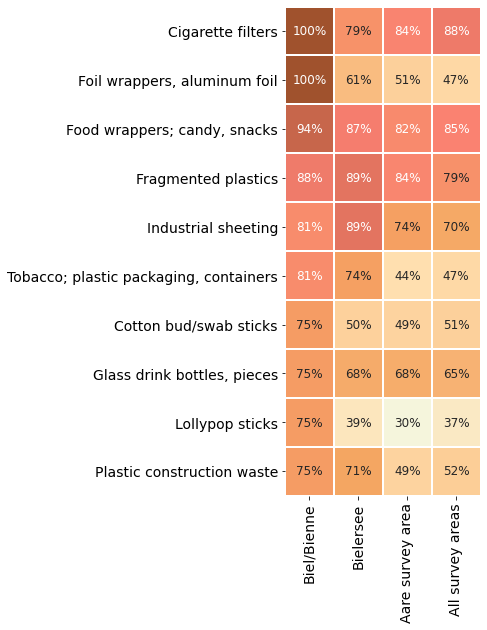 Cigarette filters 100% 79% 84% 88%
Foil wrappers, aluminum foil 100% 61% 51% 47%
Food wrappers; candy, snacks 94% 87% 82% 85%
Fragmented plastics 88% 89% 84% 79%
Industrial sheeting 81% 89% 74% 70%
Tobacco; plastic packaging, containers 81% 74% 44% 47%
Cotton bud/swab sticks 75% 50% 49% 51%
Glass drink bottles, pieces 75% 68% 68% 65%
Lollypop sticks 75% 39% 30% 37%
Plastic construction waste 75% 71% 49% 52%
Biel/Bienne
Bielersee
Aare survey area
All survey areas